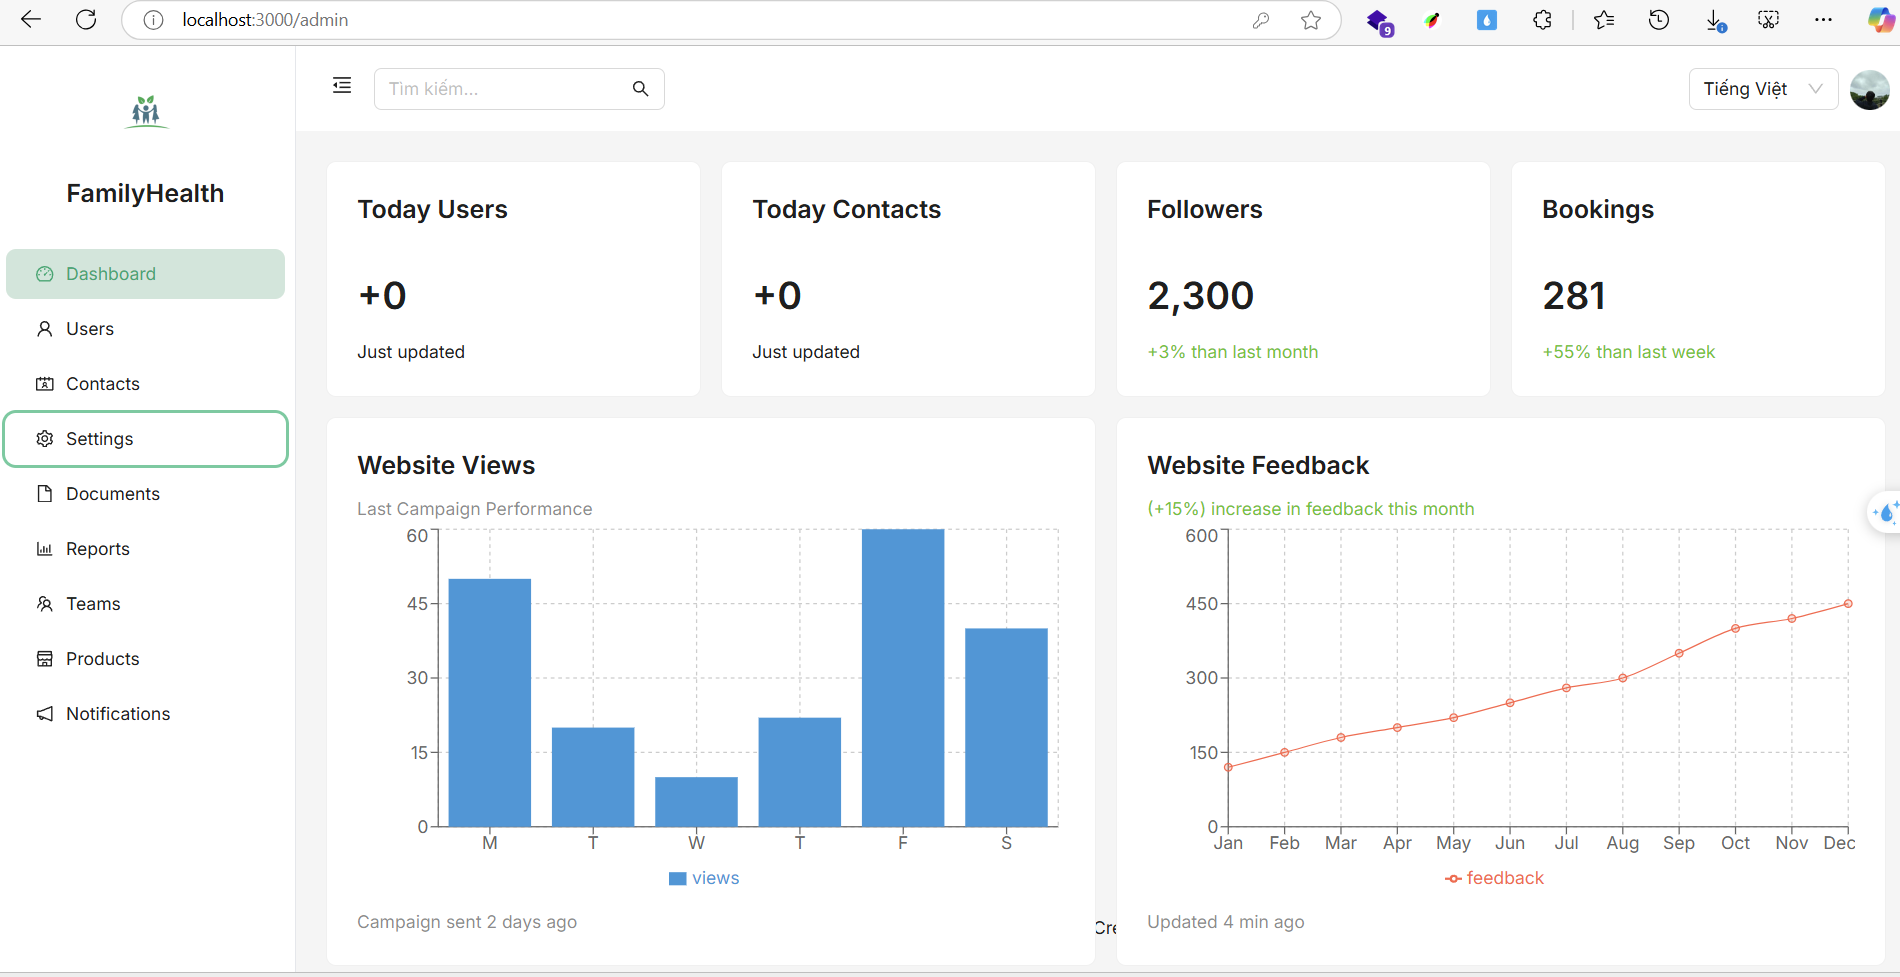 localhost:3000/admin
9
FamilyHealth
Dashboard
Users
Contacts
Settings
Documents
Reports
Teams
Products
Notifications
Tìm kiếm...
Tiếng Việt
Today Users
+0
Just updated
Today Contacts
+0
Just updated
Followers
2,300
+3% than last month
Bookings
281
+55% than last week
Website Views
Last Campaign Performance
60
45
30
15
0
M T W T F S
views
Campaign sent 2 days ago
Cre
Website Feedback
(+15%) increase in feedback this month
600
450
300
150
0
Jan Feb Mar Apr May Jun Jul Aug Sep Oct Nov Dec
feedback
Updated 4 min ago